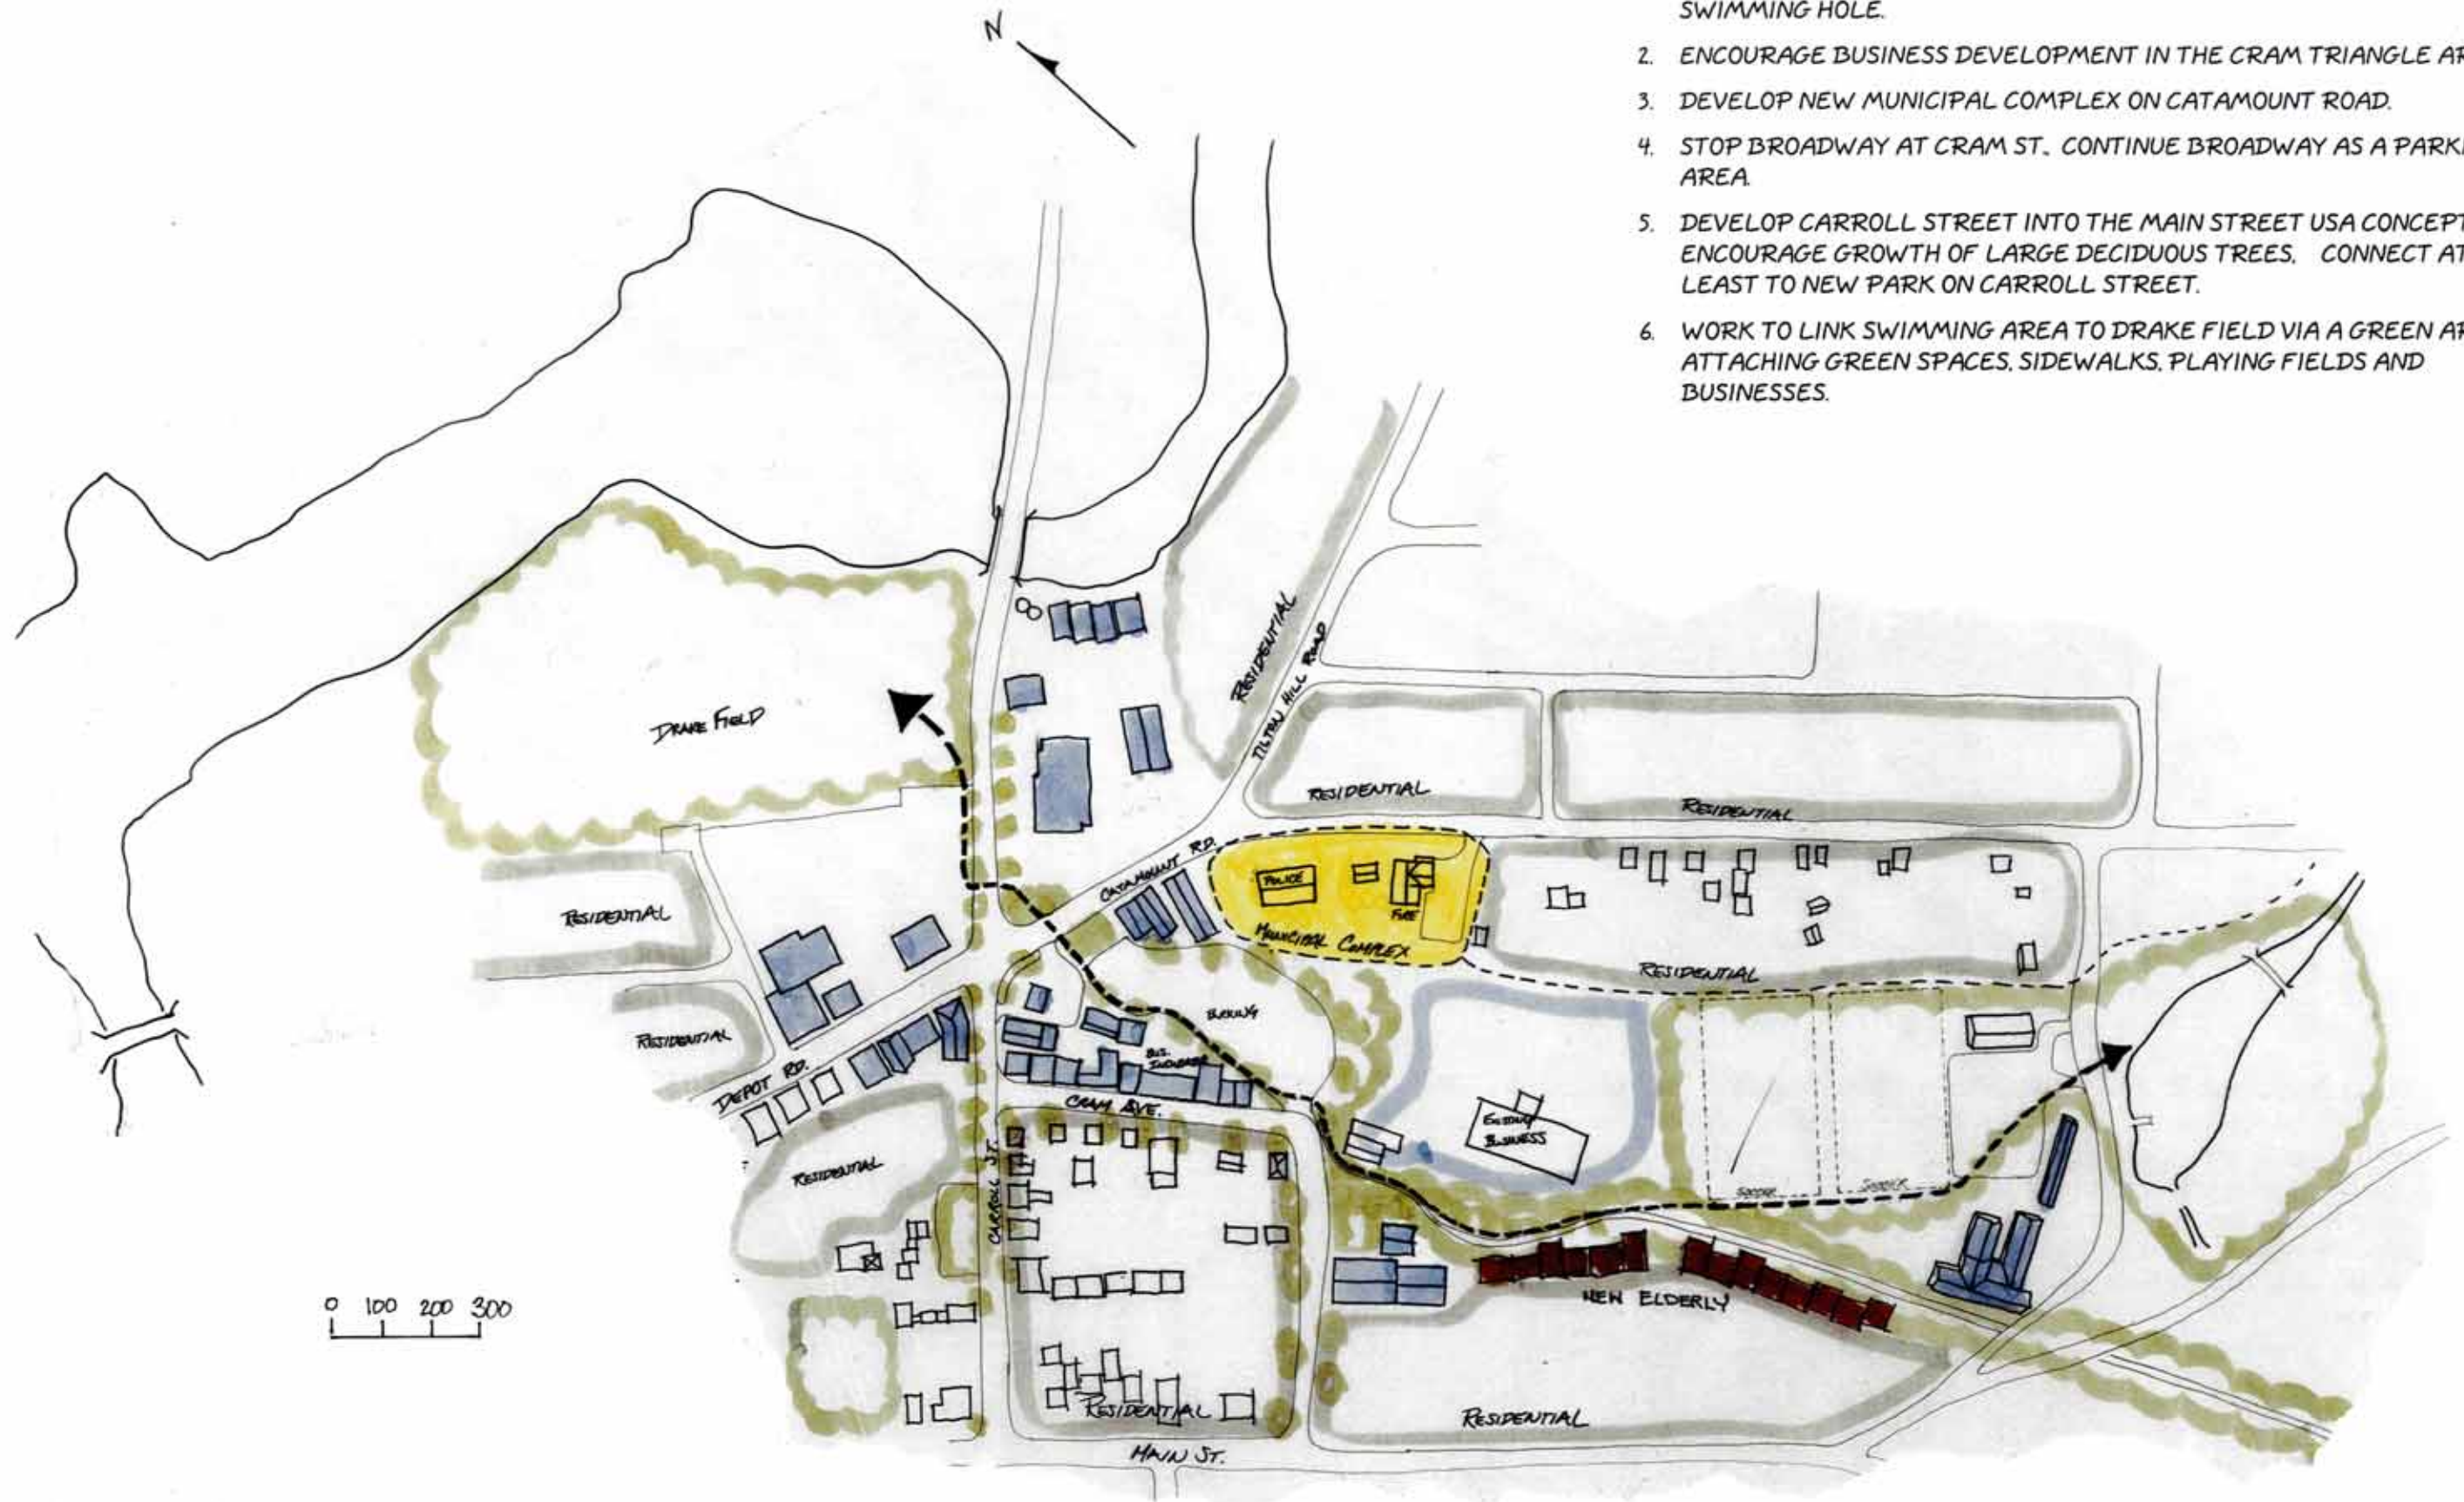 SWIMMING HOLE.
2. ENCOURAGE BUSINESS DEVELOPMENT IN THE CRAM TRIANGLE
3. DEVELOP NEW MUNICIPAL COMPLEX ON CATAMOUNT ROAD.
4. STOP BROADWAY AT CRAM ST. CONTINUE BROADWAY AS A
AREA.
5. DEVELOP CARROLL STREET INTO THE MAIN STREET USA CONCEPT
ENCOURAGE GROWTH OF LARGE DECIDUOUS TREES. CONNECT AT
LEAST TO NEW PARK ON CARROLL STREET.
6. WORK TO LINK SWIMMING AREA TO DRAKE FIELD VIA A GREEN
ATTACHING GREEN SPACES, SIDEWALKS, PLAYING FIELDS AND
BUSINESSES.
N
RESIDENTIAL
TILTON HILL ROAD
DRAKE FIELD
RESIDENTIAL
RESIDENTIAL
CATAMOUNT RD.
POLICE
FIRE
MUNICIPAL COMPLEX
RESIDENTIAL
RESIDENTIAL
RESIDENTIAL
BUS.
DEPOT RD.
CRAM AVE.
EXISTING
BUSINESS
RESIDENTIAL
CARROLL ST.
SOCCER
SOCCER
NEW ELDERLY
0 100 200 300
RESIDENTIAL
RESIDENTIAL
MAIN ST.